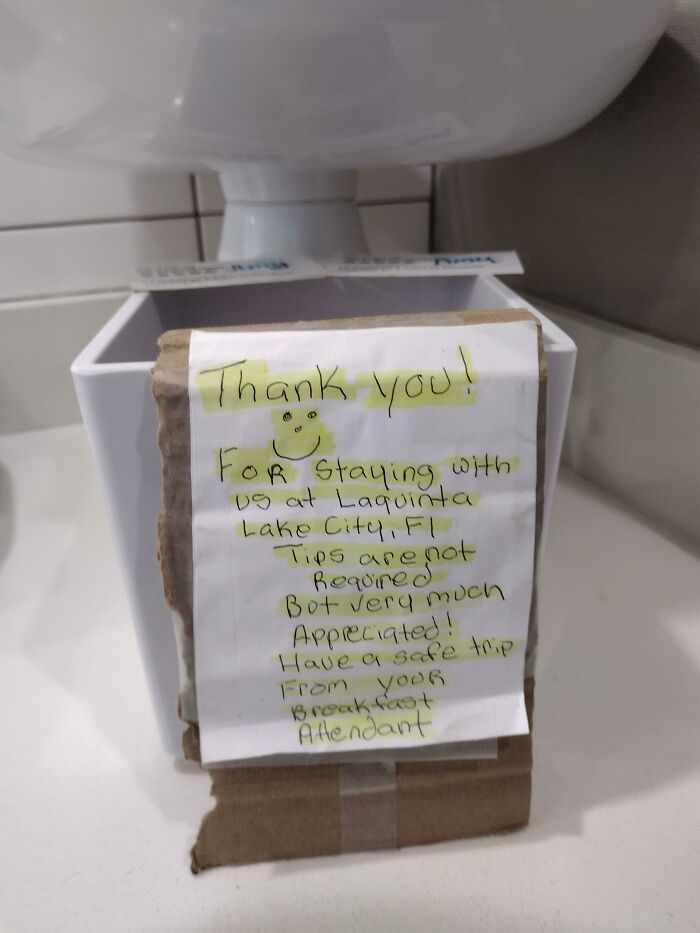 Thank you!
FOR Staying with
us at Laquinta
Lake City, Fl
Tips are not
Required
But very much
Appreciated!
Have a safe trip
From youR
Breakfast
Attendant